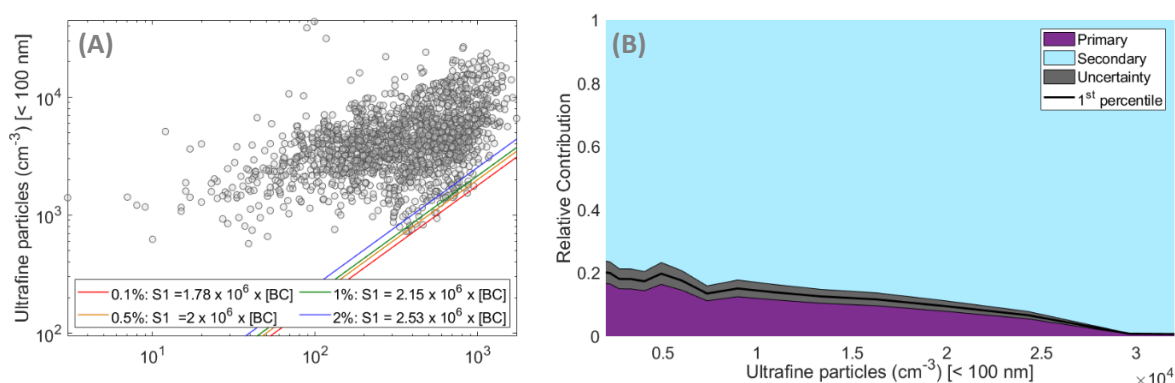 (A)
Ultrafine particles (cm⁻³) [< 100 nm]
10⁴
10³
10²
10¹
10²
10³
0.1%: S1 =1.78 x 10⁶ x [BC]
0.5%: S1 =2 x 10⁶ x [BC]
1%: S1 = 2.15 x 10⁶ x [BC]
2%: S1 = 2.53 x 10⁶ x [BC]
(B)
Relative Contribution
1
0.8
0.6
0.4
0.2
0
Primary
Secondary
Uncertainty
1ˢᵗ percentile
0.5
1
1.5
2
2.5
3
×10⁴
Ultrafine particles (cm⁻³) [< 100 nm]